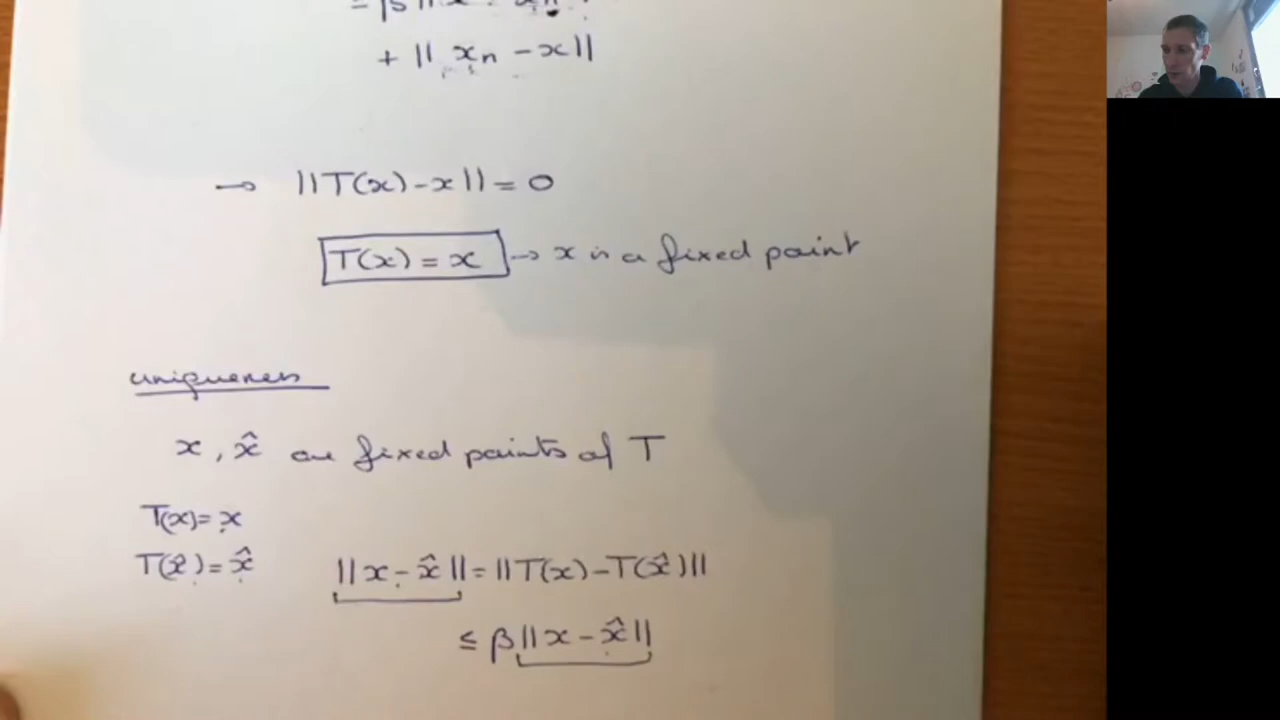 + || xₙ - x ||
→ ||T(x) - x|| = 0
T(x) = x → x is a fixed point
uniqueness
x, x̂ are fixed points of T
T(x) = x
T(x̂) = x̂ ||x - x̂|| = ||T(x) - T(x̂)||
≤ β||x - x̂||